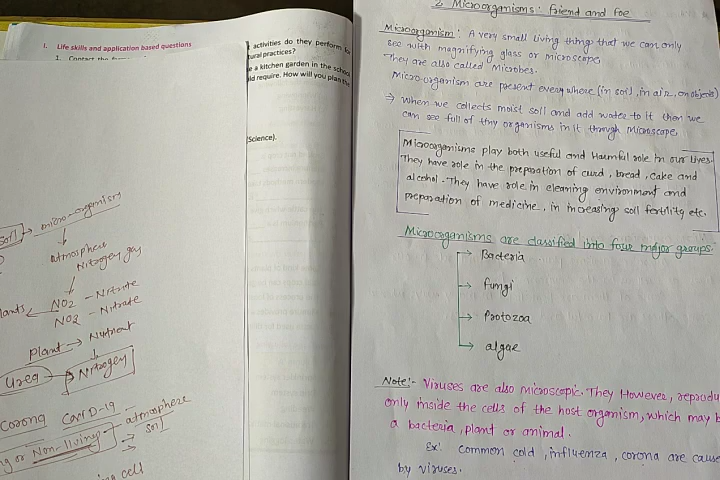 I. Life skills and application based questions
1. Contact the
activities do they perform
tural practices?
a kitchen garden in the school
require. How will you plan the
Science).
Soil → micro-organism
atmosphere
Nitrogen gas
ants ← NO2 - Nitrite
NO3 - Nitrate
Plant → Nutrient
Urea → Nitrogen
Corona CoviD-19
or Non-living - atmosphere
→ soil
cell
2. Microorganisms: friend and foe
Microorganism: A very small living things that we can only
see with magnifying glass or microscope
They are also called Microbes.
Micro-organism are present every where (in soil, in air, on objects)
→ when we collects moist soil and add water to it then we
can see full of tiny organisms in it through Microscope,
Microorganisms play both useful and Harmful role in our lives.
They have role in the preparation of curd, bread, cake and
alcohol. They have role in cleaning environment and
preparation of medicine, in increasing soil fertility etc.
Microorganisms are classified into four major groups.
→ Bacteria
→ fungi
→ Protozoa
→ algae
Note:- Viruses are also microscopic. They However, reprodu
only inside the cells of the host organism, which may b
a bacteria, plant or animal.
Ex: common cold, influenza, corona are cause
by viruses.